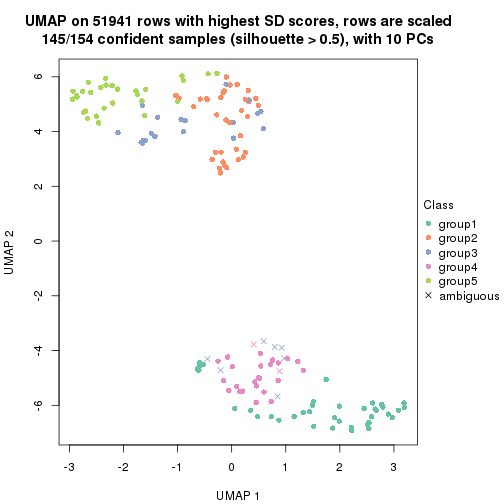 UMAP on 51941 rows with highest SD scores, rows are scaled
145/154 confident samples (silhouette > 0.5), with 10 PCs
6
4
2
0
-2
-4
-6
UMAP 2
-3
-2
-1
0
1
2
3
UMAP 1
Class
group1
group2
group3
group4
group5
ambiguous